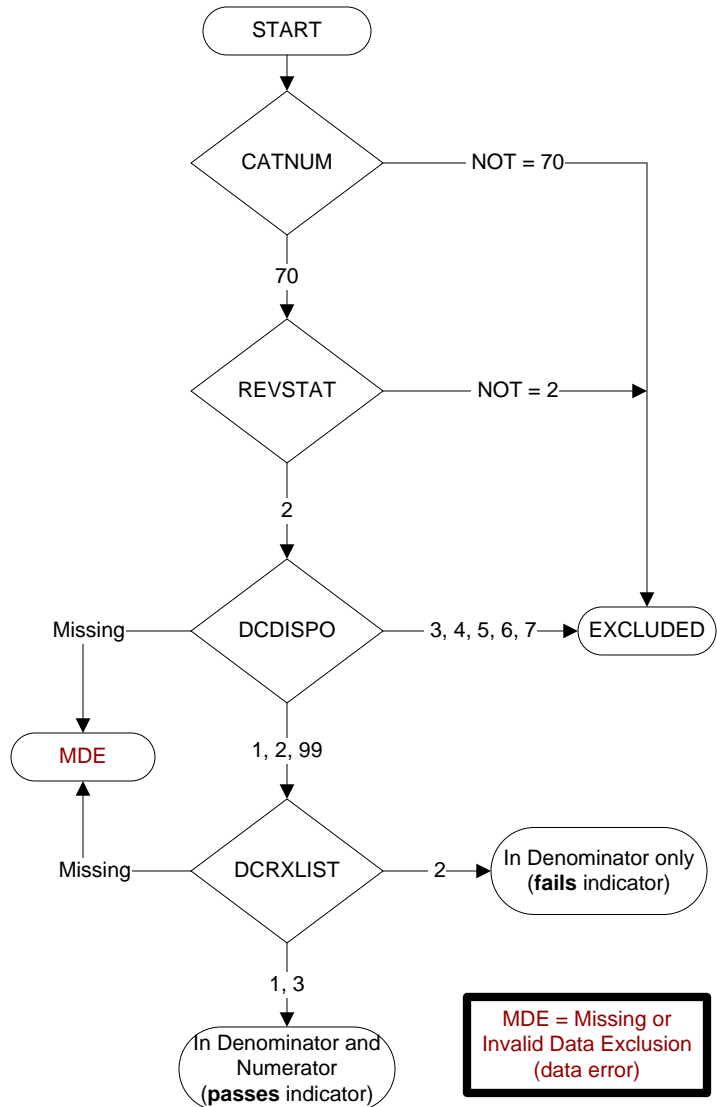 START
CATNUM
NOT = 70
70
REVSTAT
NOT = 2
2
Missing
DCDISPO
3, 4, 5, 6, 7
EXCLUDED
MDE
1, 2, 99
Missing
DCRXLIST
2
In Denominator only
(fails indicator)
1, 3
In Denominator and
Numerator
(passes indicator)
MDE = Missing or
Invalid Data Exclusion
(data error)